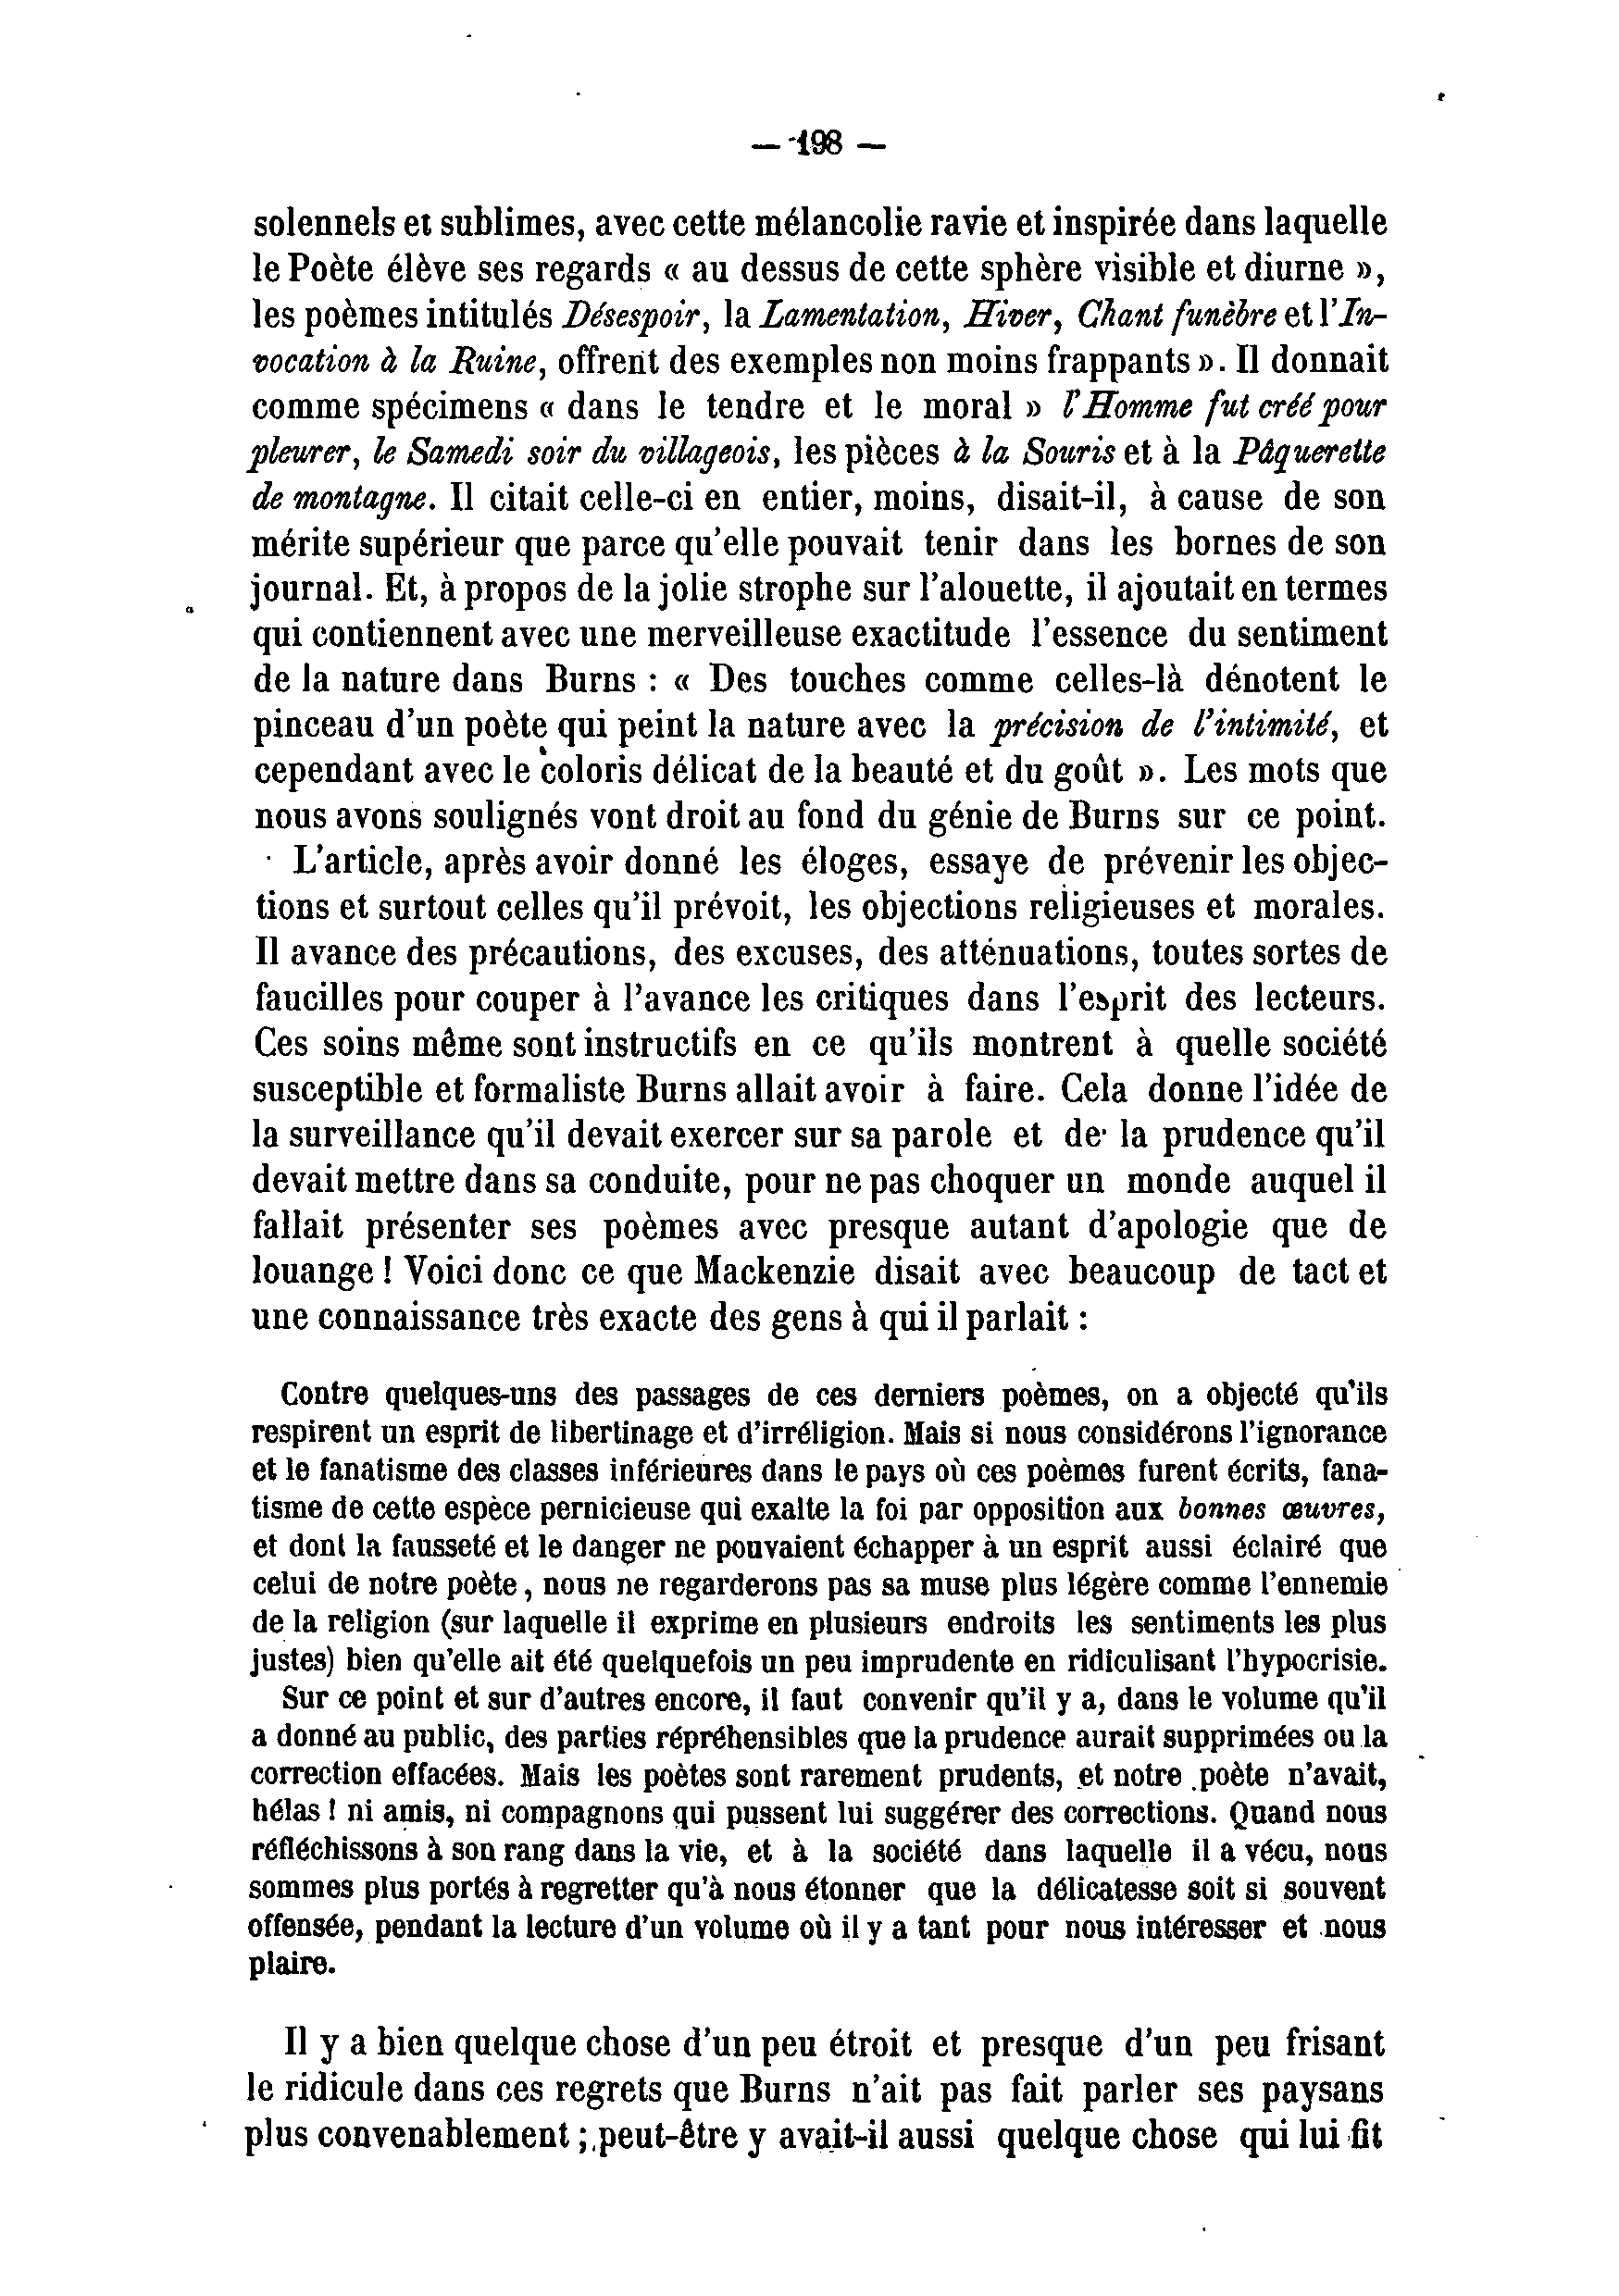 — 198 —
solennels et sublimes, avec cette mélancolie ravie et inspirée dans laquelle
le Poète élève ses regards « au dessus de cette sphère visible et diurne »,
les poèmes intitulés Désespoir, la Lamentation, Hiver, Chant funèbre et l'In-
vocation à la Ruine, offrent des exemples non moins frappants ». Il donnait
comme spécimens « dans le tendre et le moral » l'Homme fut créé pour
pleurer, le Samedi soir du villageois, les pièces à la Souris et à la Pâquerette
de montagne. Il citait celle-ci en entier, moins, disait-il, à cause de son
mérite supérieur que parce qu'elle pouvait tenir dans les bornes de son
journal. Et, à propos de la jolie strophe sur l'alouette, il ajoutait en termes
qui contiennent avec une merveilleuse exactitude l'essence du sentiment
de la nature dans Burns : « Des touches comme celles-là dénotent le
pinceau d'un poète qui peint la nature avec la précision de l'intimité, et
cependant avec le coloris délicat de la beauté et du goût ». Les mots que
nous avons soulignés vont droit au fond du génie de Burns sur ce point.
L'article, après avoir donné les éloges, essaye de prévenir les objec-
tions et surtout celles qu'il prévoit, les objections religieuses et morales.
Il avance des précautions, des excuses, des atténuations, toutes sortes de
faucilles pour couper à l'avance les critiques dans l'esprit des lecteurs.
Ces soins même sont instructifs en ce qu'ils montrent à quelle société
susceptible et formaliste Burns allait avoir à faire. Cela donne l'idée de
la surveillance qu'il devait exercer sur sa parole et de la prudence qu'il
devait mettre dans sa conduite, pour ne pas choquer un monde auquel il
fallait présenter ses poèmes avec presque autant d'apologie que de
louange ! Voici donc ce que Mackenzie disait avec beaucoup de tact et
une connaissance très exacte des gens à qui il parlait :
Contre quelques-uns des passages de ces derniers poèmes, on a objecté qu'ils
respirent un esprit de libertinage et d'irréligion. Mais si nous considérons l'ignorance
et le fanatisme des classes inférieures dans le pays où ces poèmes furent écrits, fana-
tisme de cette espèce pernicieuse qui exalte la foi par opposition aux bonnes œuvres,
et dont la fausseté et le danger ne pouvaient échapper à un esprit aussi éclairé que
celui de notre poète, nous ne regarderons pas sa muse plus légère comme l'ennemie
de la religion (sur laquelle il exprime en plusieurs endroits les sentiments les plus
justes) bien qu'elle ait été quelquefois un peu imprudente en ridiculisant l'hypocrisie.
Sur ce point et sur d'autres encore, il faut convenir qu'il y a, dans le volume qu'il
a donné au public, des parties répréhensibles que la prudence aurait supprimées ou la
correction effacées. Mais les poètes sont rarement prudents, et notre poète n'avait,
hélas ! ni amis, ni compagnons qui pussent lui suggérer des corrections. Quand nous
réfléchissons à son rang dans la vie, et à la société dans laquelle il a vécu, nous
sommes plus portés à regretter qu'à nous étonner que la délicatesse soit si souvent
offensée, pendant la lecture d'un volume où il y a tant pour nous intéresser et nous
plaire.
Il y a bien quelque chose d'un peu étroit et presque d'un peu frisant
le ridicule dans ces regrets que Burns n'ait pas fait parler ses paysans
plus convenablement ; peut-être y avait-il aussi quelque chose qui lui fit